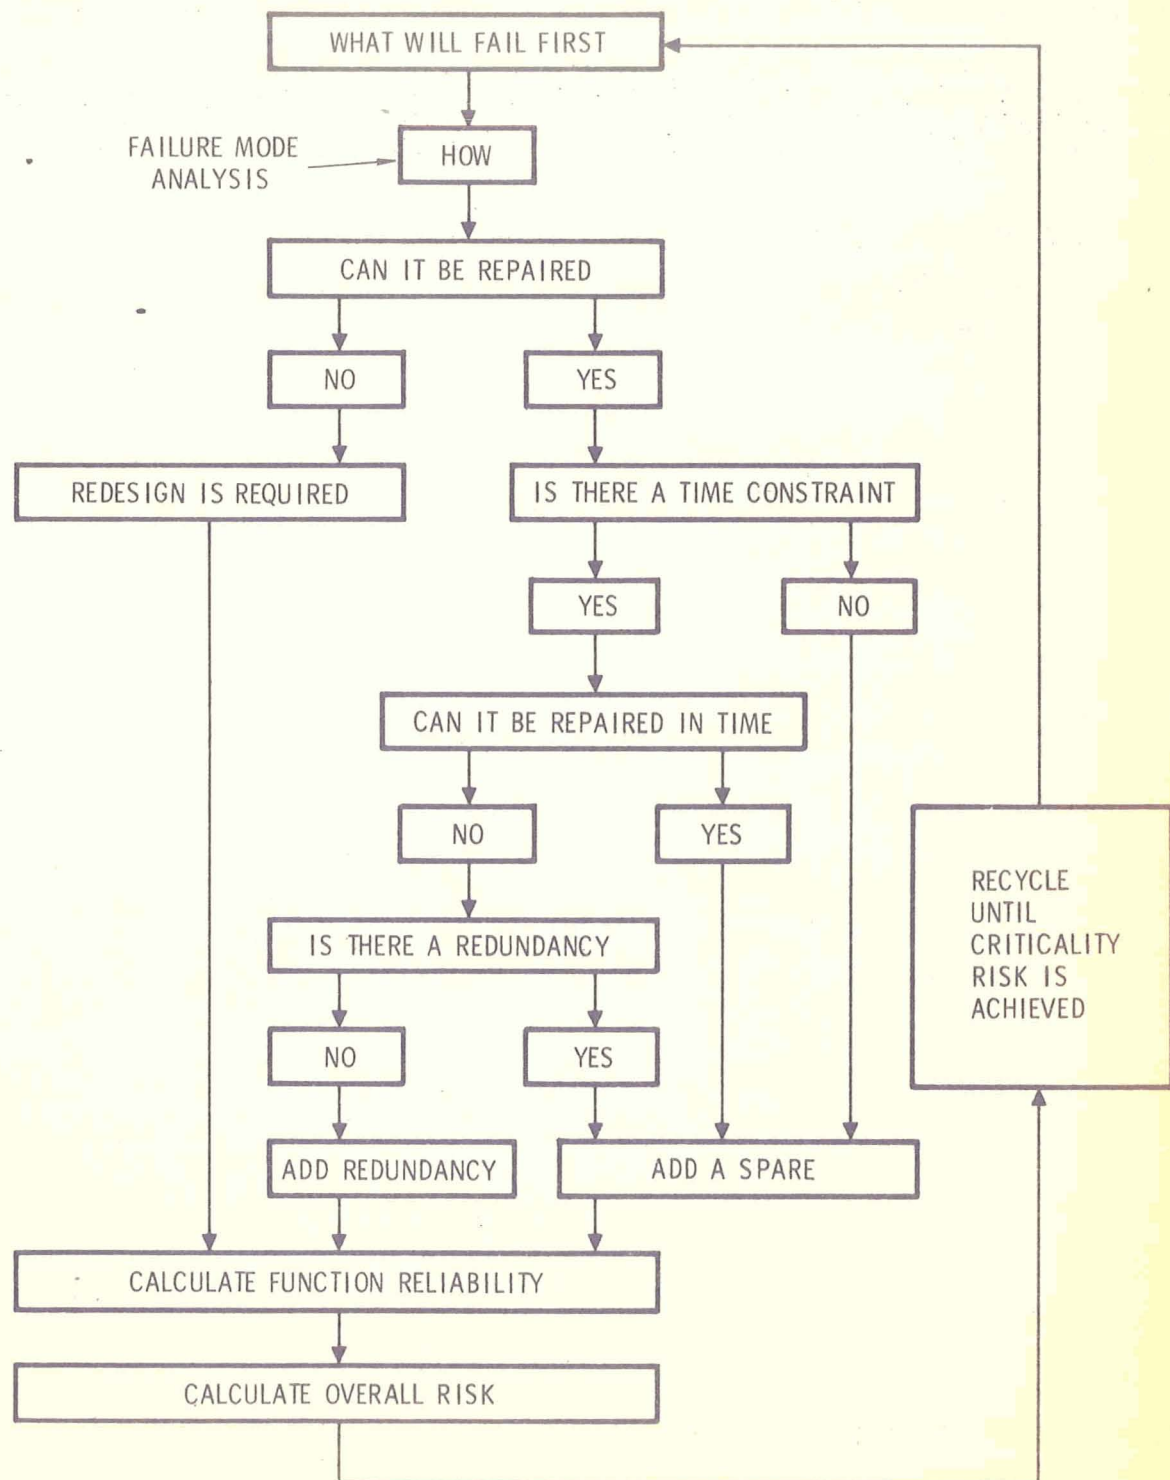 WHAT WILL FAIL FIRST
FAILURE MODE
ANALYSIS
HOW
CAN IT BE REPAIRED
NO
YES
REDESIGN IS REQUIRED
IS THERE A TIME CONSTRAINT
YES
NO
CAN IT BE REPAIRED IN TIME
NO
YES
RECYCLE
UNTIL
CRITICALITY
RISK IS
ACHIEVED
IS THERE A REDUNDANCY
NO
YES
ADD REDUNDANCY
ADD A SPARE
CALCULATE FUNCTION RELIABILITY
CALCULATE OVERALL RISK